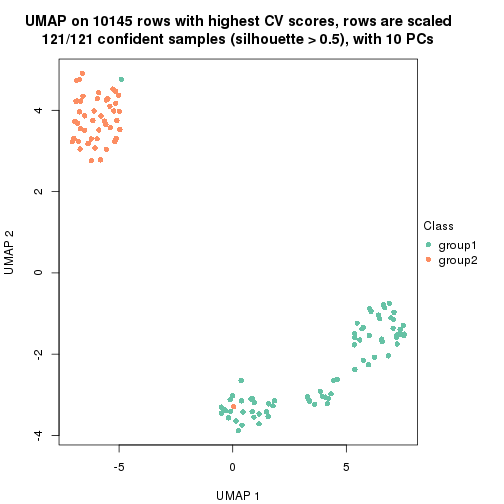 UMAP on 10145 rows with highest CV scores, rows are scaled
121/121 confident samples (silhouette > 0.5), with 10 PCs
4
2
0
-2
-4
UMAP 2
-5
0
5
UMAP 1
Class
group1
group2